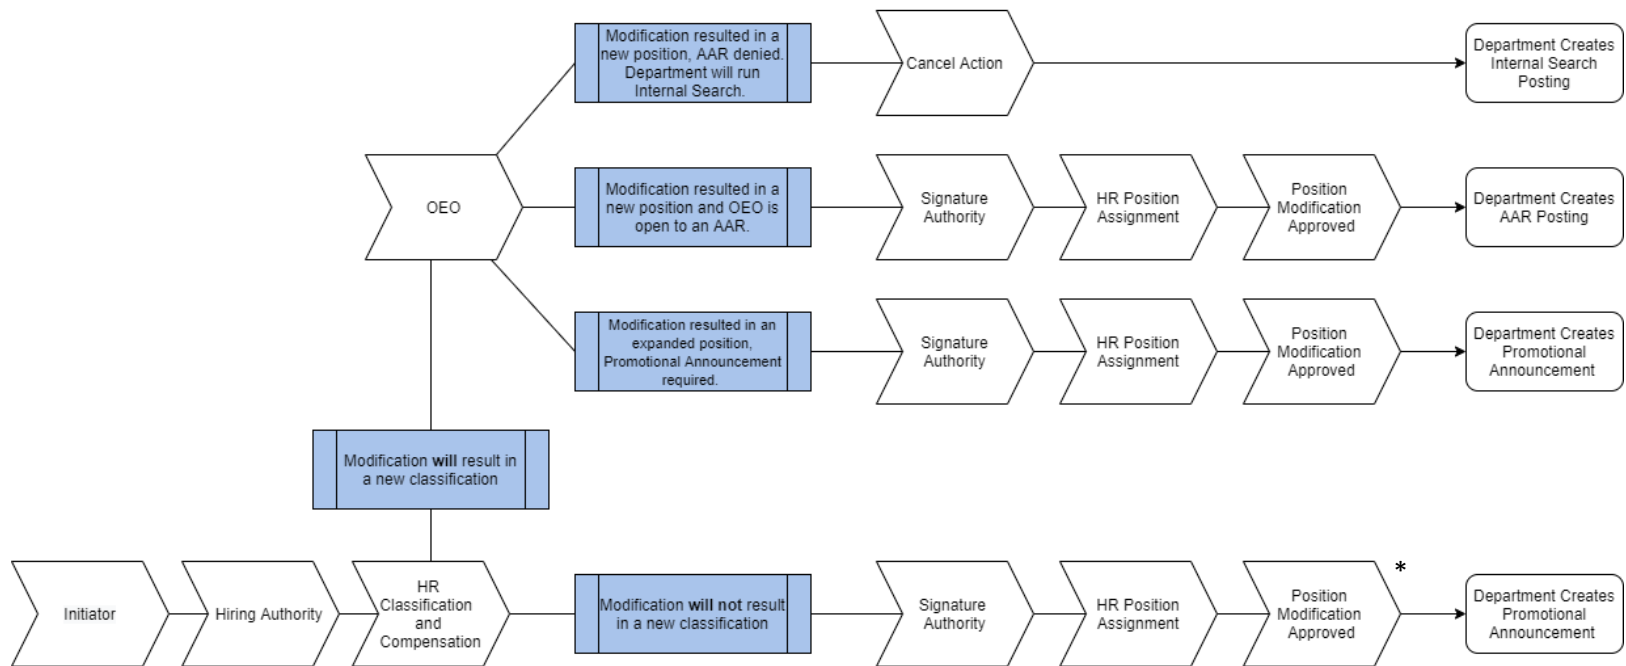 Modification resulted in a
new position, AAR denied.
Department will run
Internal Search.
Cancel Action
Department Creates
Internal Search
Posting
OEO
Modification resulted in a
new position and OEO is
open to an AAR.
Signature
Authority
HR Position
Assignment
Position
Modification
Approved
Department Creates
AAR Posting
Modification resulted in an
expanded position,
Promotional Announcement
required.
Signature
Authority
HR Position
Assignment
Position
Modification
Approved
Department Creates
Promotional
Announcement
Modification will result in
a new classification
Initiator
Hiring Authority
HR
Classification
and
Compensation
Modification will not result
in a new classification
Signature
Authority
HR Position
Assignment
Position
Modification
Approved
*
Department Creates
Promotional
Announcement